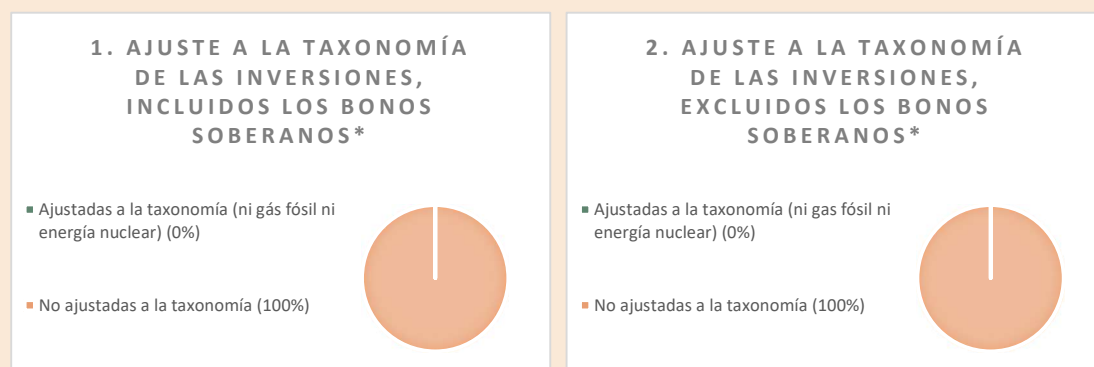 1. AJUSTE A LA TAXONOMÍA
DE LAS INVERSIONES,
INCLUIDOS LOS BONOS
SOBERANOS*
Ajustadas a la taxonomía (ni gás fósil ni
energía nuclear) (0%)
No ajustadas a la taxonomía (100%)
2. AJUSTE A LA TAXONOMÍA
DE LAS INVERSIONES,
EXCLUIDOS LOS BONOS
SOBERANOS*
Ajustadas a la taxonomía (ni gas fósil ni
energía nuclear) (0%)
No ajustadas a la taxonomía (100%)